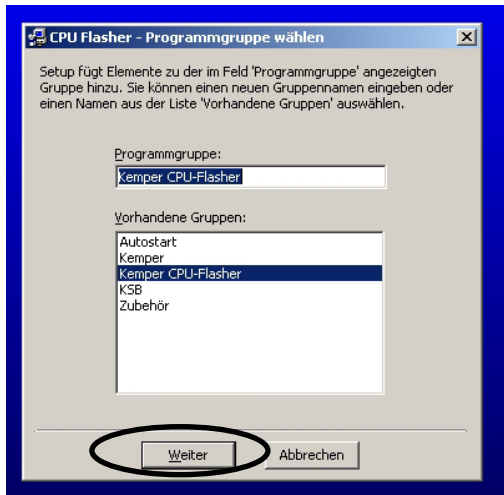 CPU Flasher - Programmgruppe wählen
Setup fügt Elemente zu der im Feld 'Programmgruppe' angezeigten
Gruppe hinzu. Sie können einen neuen Gruppennamen eingeben oder
einen Namen aus der Liste 'Vorhandene Gruppen' auswählen.
Programmgruppe:
Kemper CPU-Flasher
Vorhandene Gruppen:
Autostart
Kemper
Kemper CPU-Flasher
KSB
Zubehör
Weiter Abbrechen